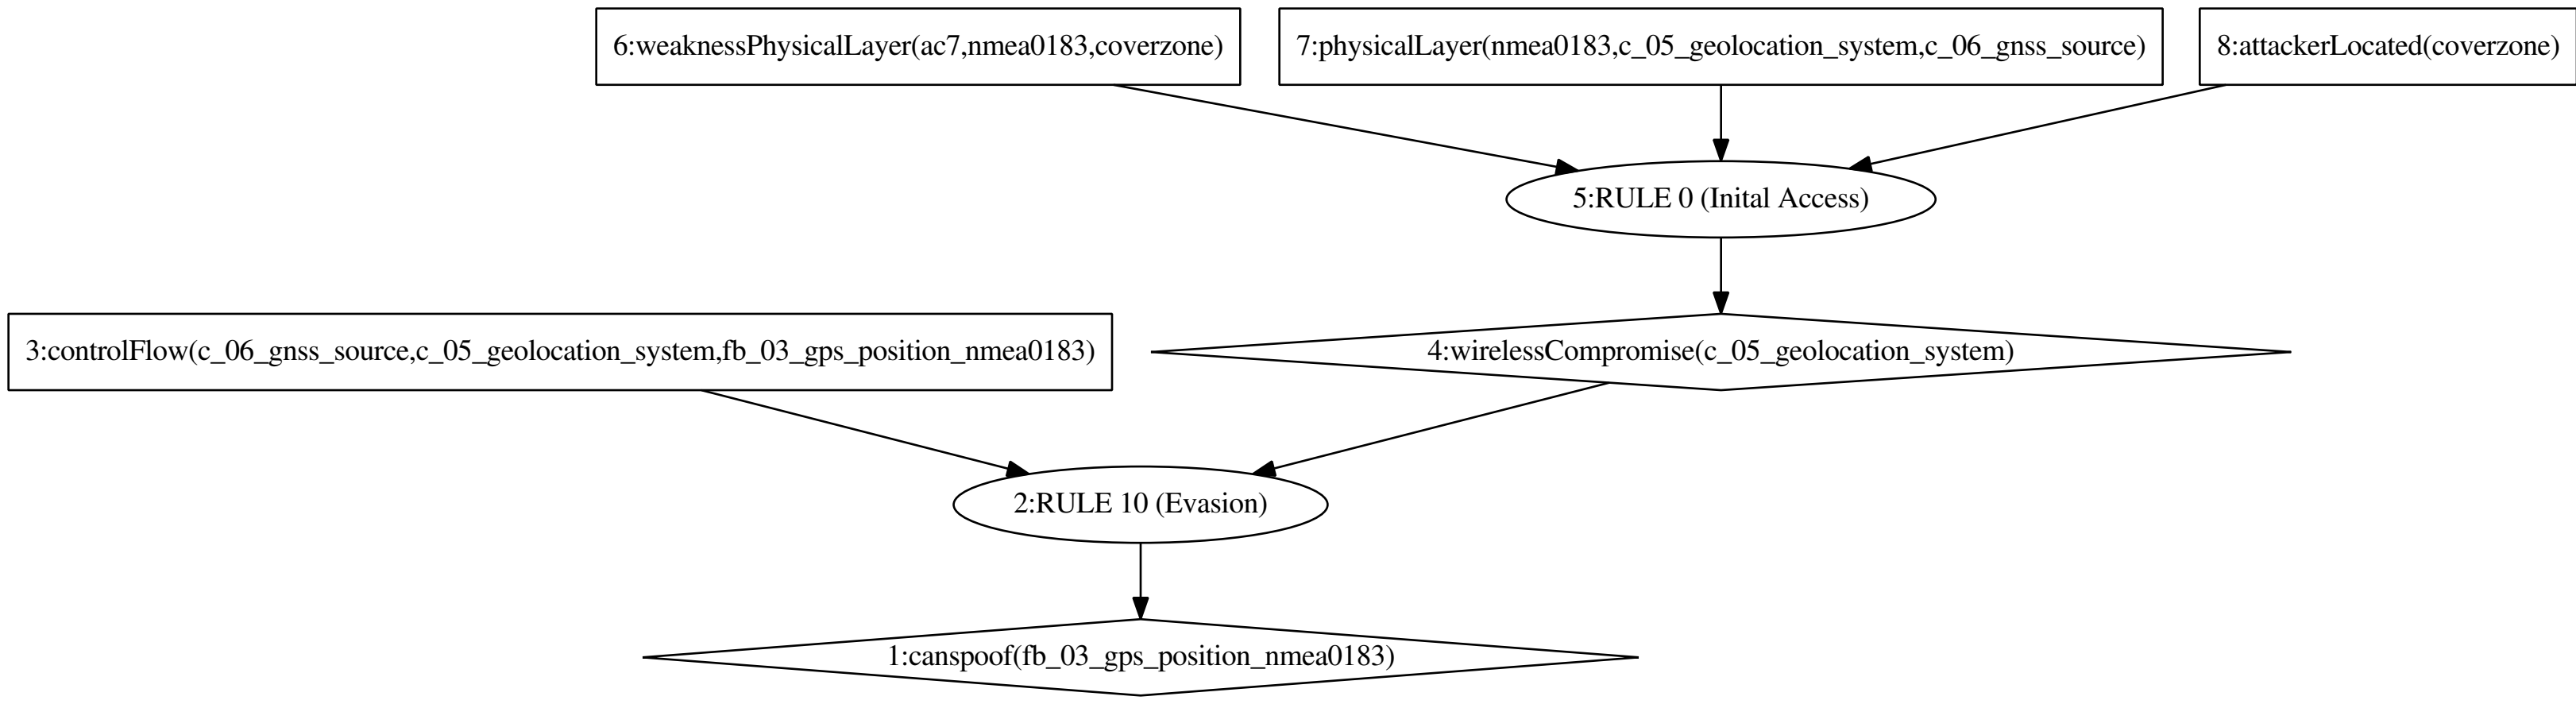 6:weaknessPhysicalLayer(ac7,nmea0183,coverzone)
7:physicalLayer(nmea0183,c_05_geolocation_system,c_06_gnss_source)
8:attackerLocated(coverzone)
5:RULE 0 (Inital Access)
3:controlFlow(c_06_gnss_source,c_05_geolocation_system,fb_03_gps_position_nmea0183)
4:wirelessCompromise(c_05_geolocation_system)
2:RULE 10 (Evasion)
1:canspoof(fb_03_gps_position_nmea0183)